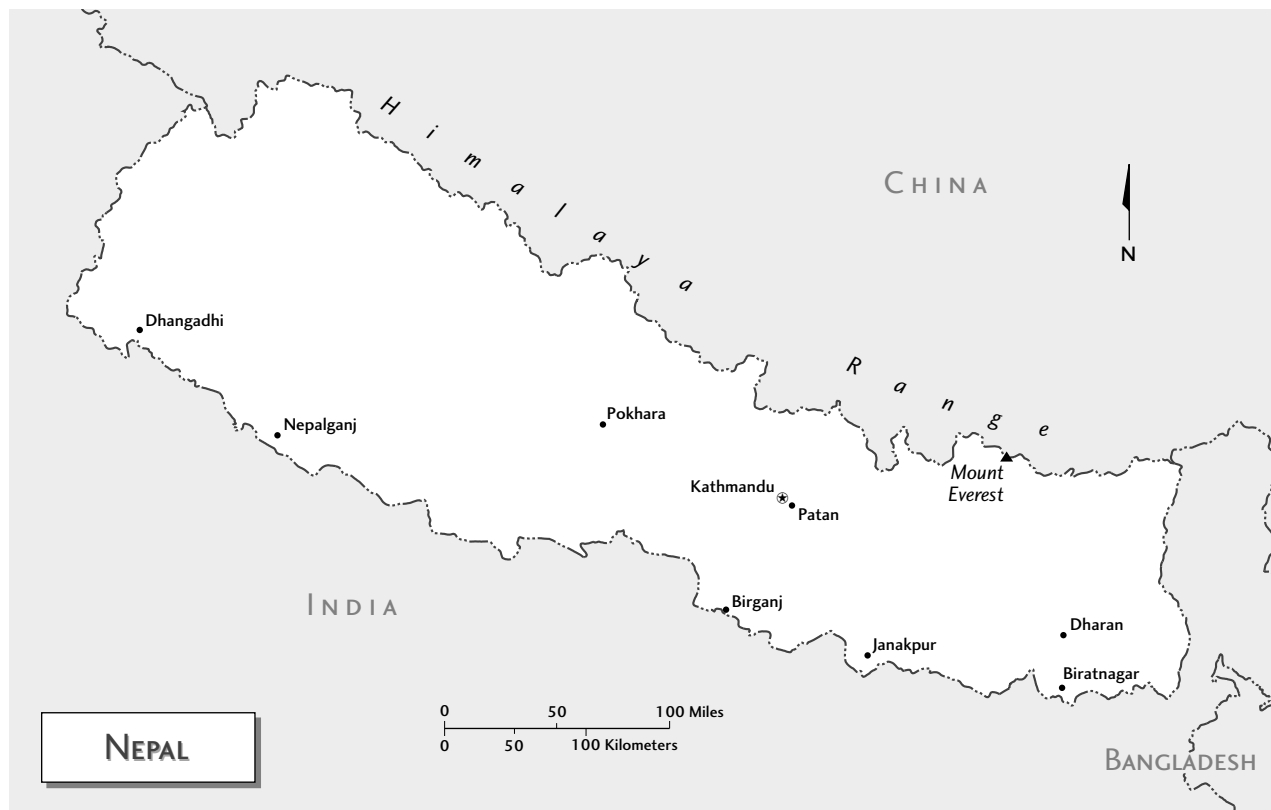 Himalaya Range
CHINA
N
Dhangadhi
Nepalganj
Pokhara
Mount
Everest
Kathmandu
Patan
INDIA
Birganj
Dharan
Janakpur
Biratnagar
0 50 100 Miles
0 50 100 Kilometers
NEPAL
BANGLADESH